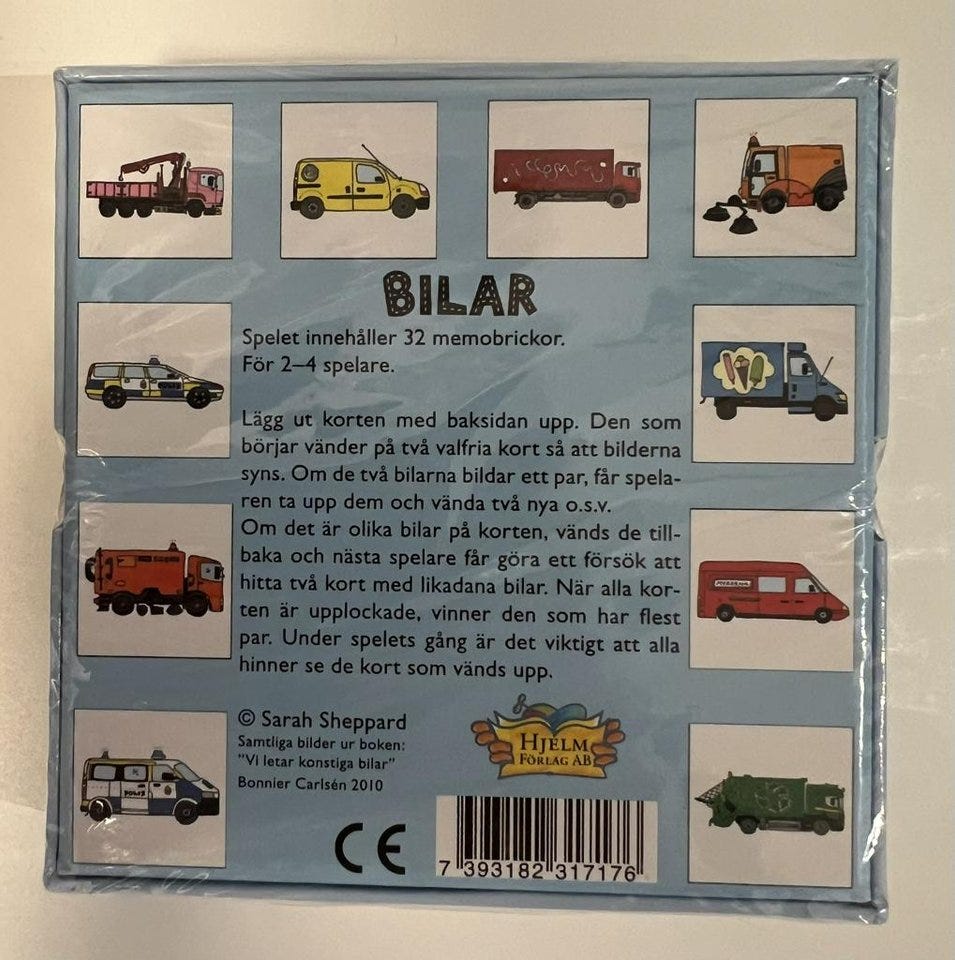 BILAR
Spelet innehåller 32 memobrickor.
För 2–4 spelare.
Lägg ut korten med baksidan upp. Den som
börjar vänder på två valfria kort så att bilderna
syns. Om de två bilarna bildar ett par, får spela-
ren ta upp dem och vända två nya o.s.v.
Om det är olika bilar på korten, vänds de till-
baka och nästa spelare får göra ett försök att
hitta två kort med likadana bilar. När alla kor-
ten är upplockade, vinner den som har flest
par. Under spelets gång är det viktigt att alla
hinner se de kort som vänds upp.
© Sarah Sheppard
Samtliga bilder ur boken:
"Vi letar konstiga bilar"
Bonnier Carlsén 2010
HJELM
FÖRLAG AB
CE
7 393182 317176
POLIS